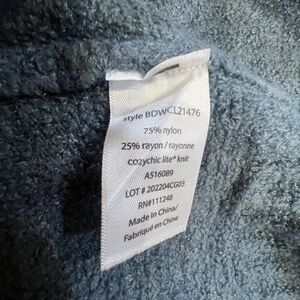 style BDWCL21476
75% nylon
25% rayon / rayonne
cozychic lite® knit
A516089
LOT # 202204CG03
RN#111248
Made in China/
Fabriqué en Chine